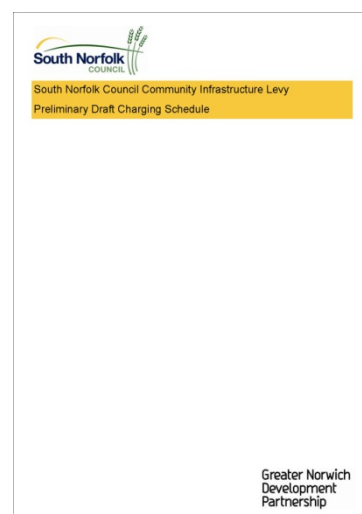 South Norfolk
COUNCIL
South Norfolk Council Community Infrastructure Levy
Preliminary Draft Charging Schedule
Greater Norwich
Development
Partnership